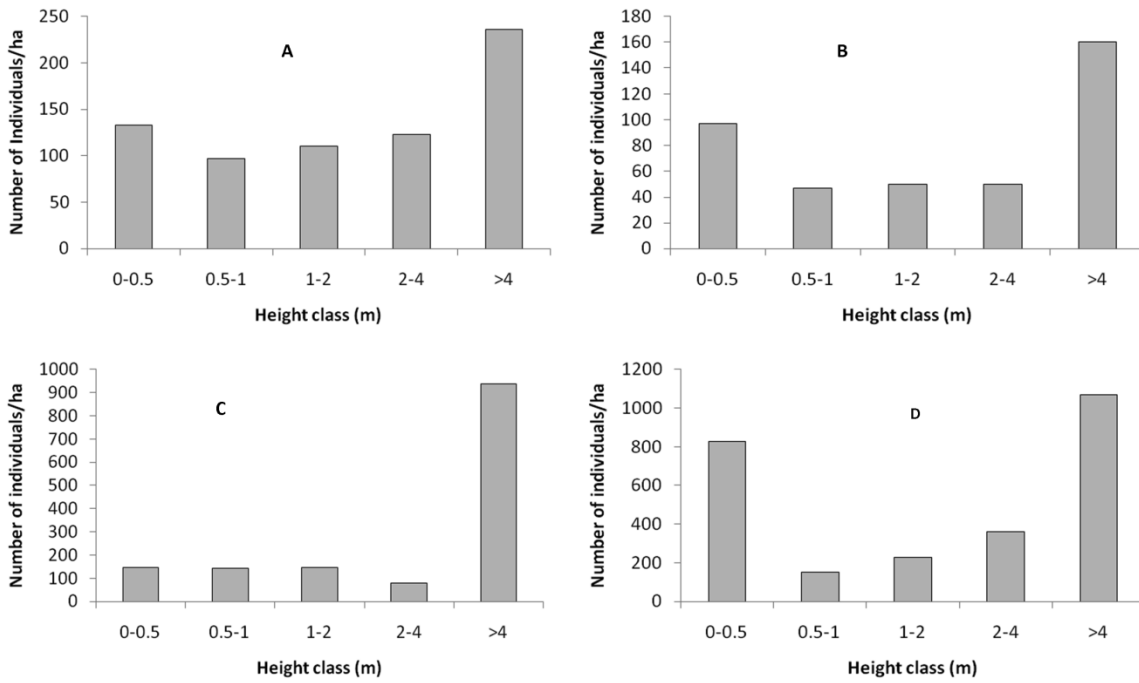 Number of Individuals/ha
250
200
150
100
50
0
A
0-0.5 0.5-1 1-2 2-4 >4
Height class (m)
Number of individuals/ha
180
160
140
120
100
80
60
40
20
0
B
0-0.5 0.5-1 1-2 2-4 >4
Height class (m)
Number of individuals/ha
1000
900
800
700
600
500
400
300
200
100
0
C
0-0.5 0.5-1 1-2 2-4 >4
Height class (m)
Number of individuals/ha
1200
1000
800
600
400
200
0
D
0-0.5 0.5-1 1-2 2-4 >4
Height class (m)